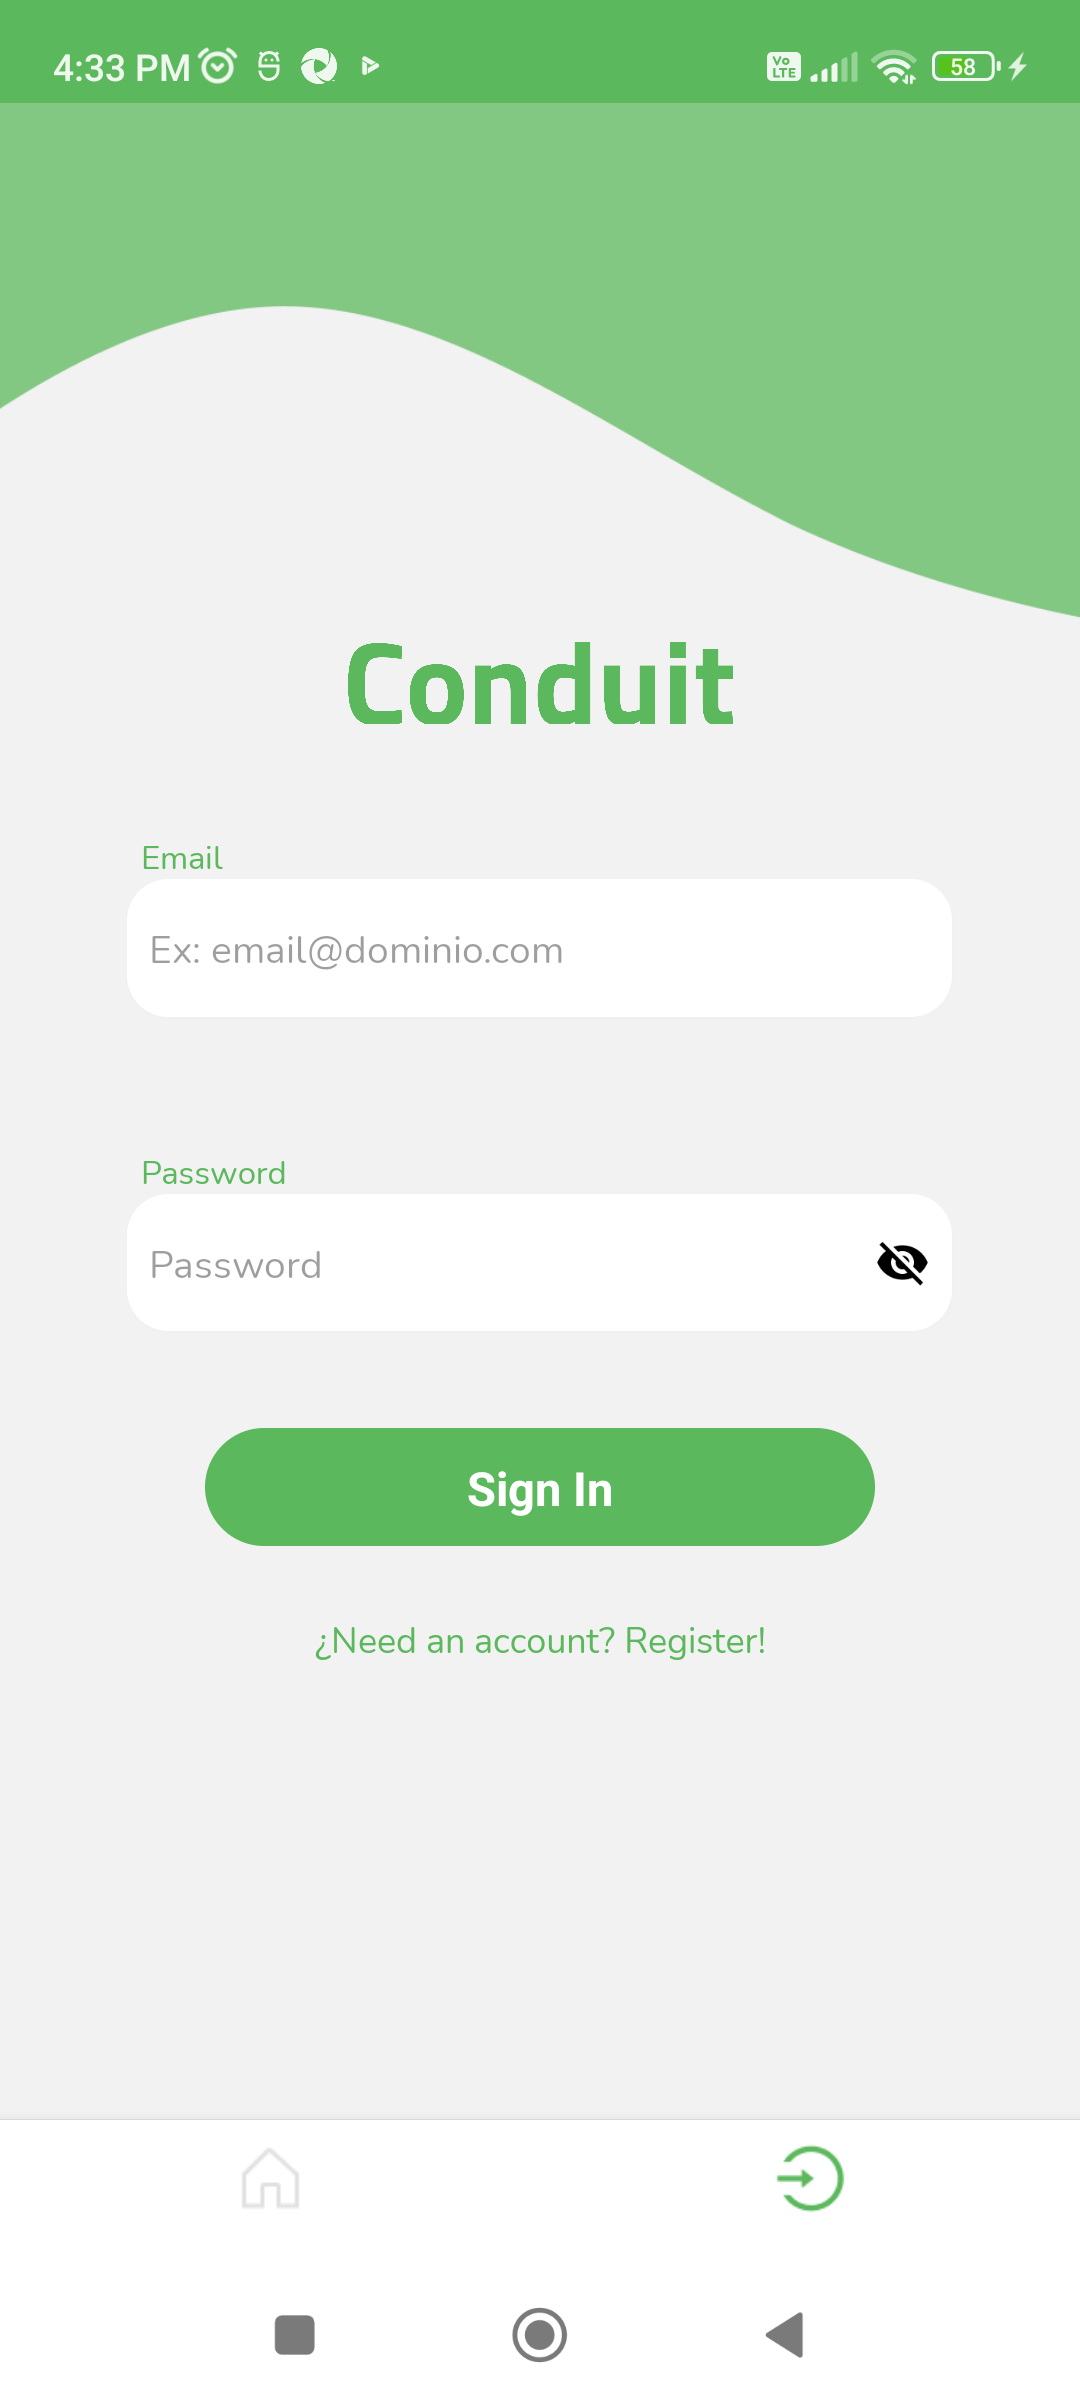 4:33 PM
Vo LTE
58
Conduit
Email
Ex: email@dominio.com
Password
Password
Sign In
¿Need an account? Register!